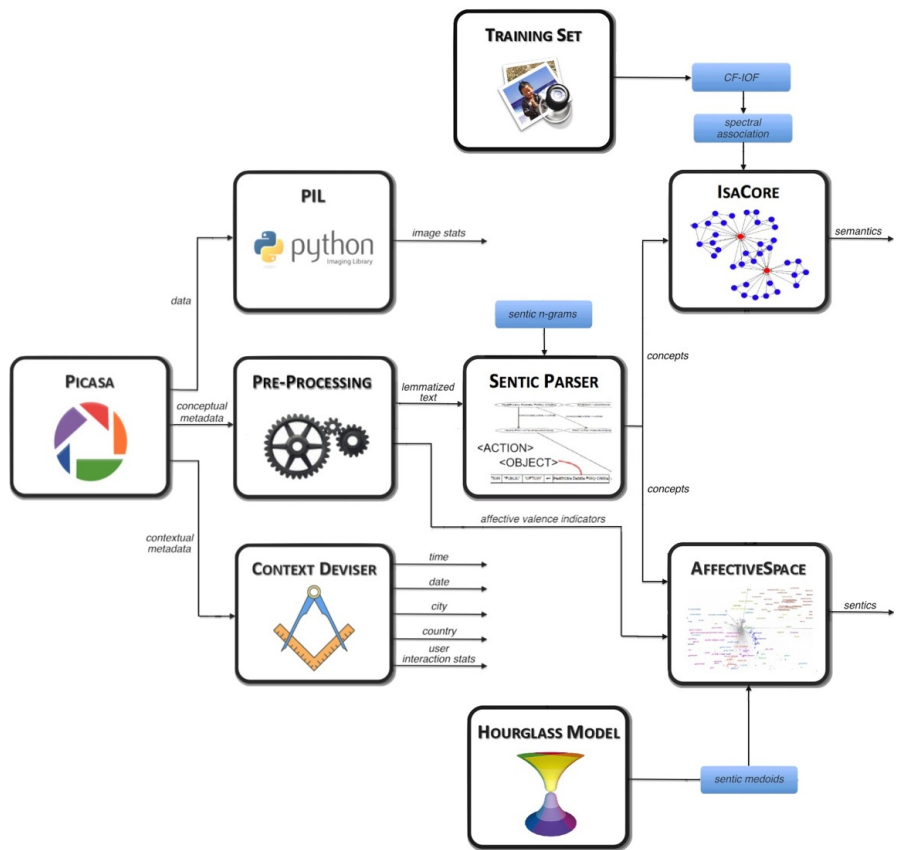 TRAINING SET
CF-IOF
spectral
association
PIL
python
Imaging Library
image stats
ISACORE
semantics
data
sentic n-grams
concepts
PICASA
conceptual
metadata
PRE-PROCESSING
lemmatized
text
SENTIC PARSER
<ACTION>
<OBJECT>
concepts
affective valence indicators
contextual
metadata
CONTEXT DEVISER
time
date
city
country
user
interaction stats
AFFECTIVESPACE
sentics
HOURGLASS MODEL
sentic medoids